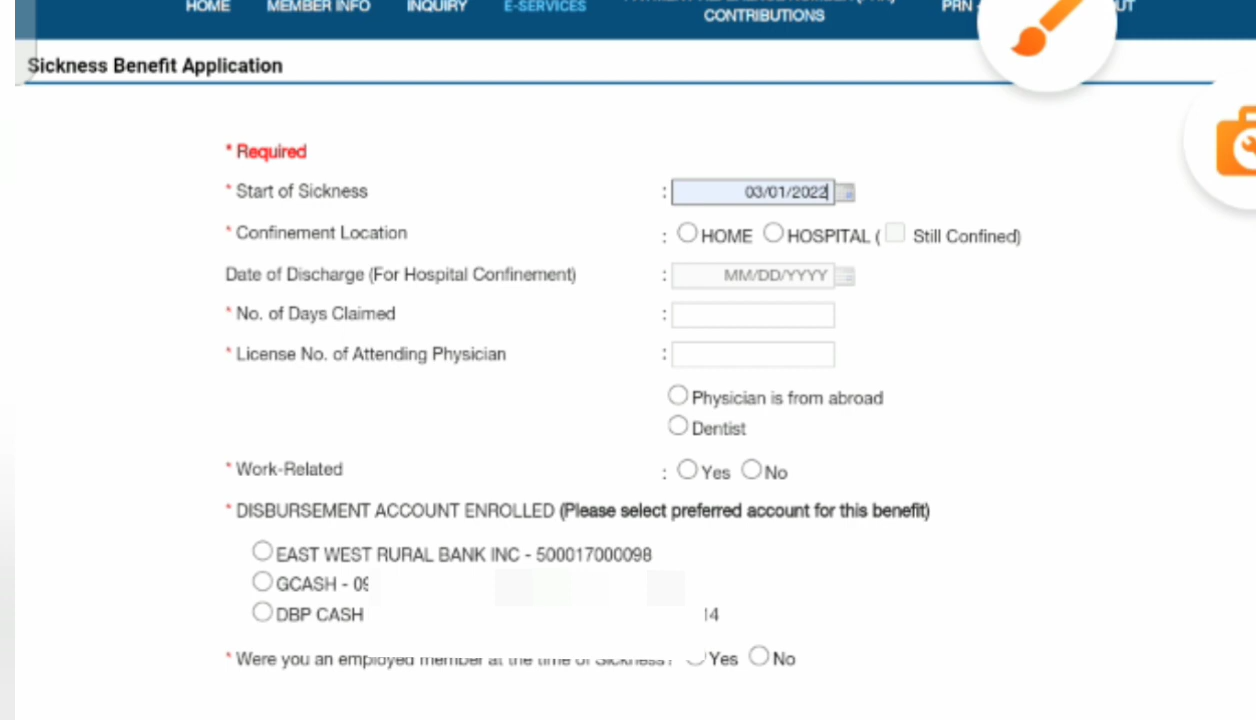 HOME MEMBER INFO INQUIRY E-SERVICES PRN
CONTRIBUTIONS
Sickness Benefit Application
* Required
* Start of Sickness : 03/01/2022
* Confinement Location : HOME HOSPITAL ( Still Confined)
Date of Discharge (For Hospital Confinement) : MM/DD/YYYY
* No. of Days Claimed :
* License No. of Attending Physician :
Physician is from abroad
Dentist
* Work-Related : Yes No
* DISBURSEMENT ACCOUNT ENROLLED (Please select preferred account for this benefit)
EAST WEST RURAL BANK INC - 500017000098
GCASH - 09
DBP CASH 14
* Were you an employed member at the time of Sickness? Yes No